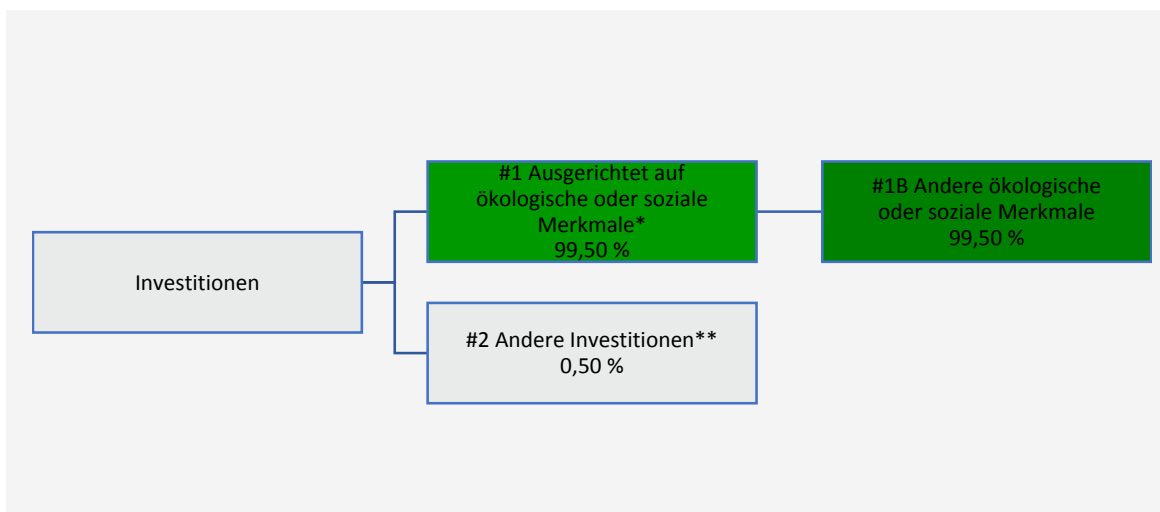 Investitionen
#1 Ausgerichtet auf
ökologische oder soziale
Merkmale*
99,50 %
#1B Andere ökologische
oder soziale Merkmale
99,50 %
#2 Andere Investitionen**
0,50 %